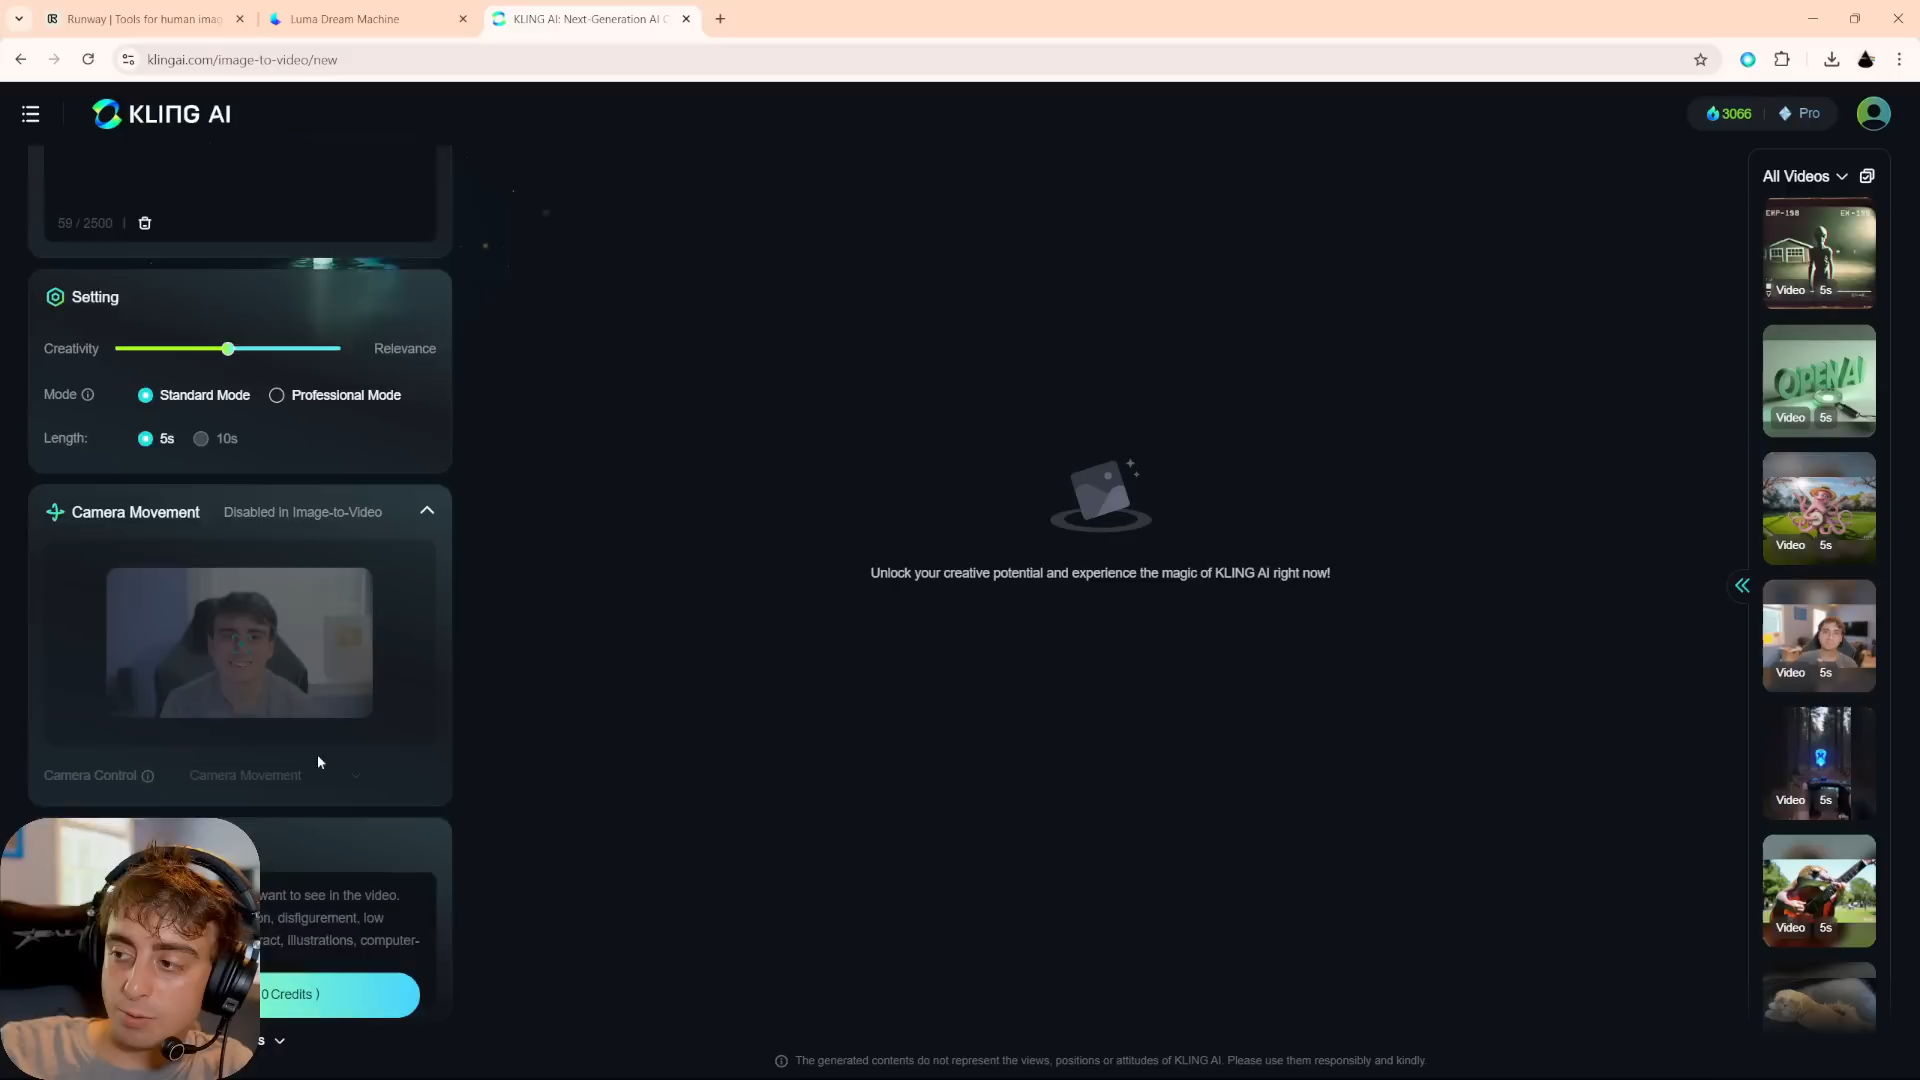 Runway | Tools for human imag
Luma Dream Machine
KLING AI: Next-Generation AI C
klingai.com/image-to-video/new
KLING AI
3066
Pro
59 / 2500
All Videos
EXP-198
Video
5s
Setting
Creativity
Relevance
Mode
Standard Mode
Professional Mode
Length:
5s
10s
OPENAI
Video
5s
Camera Movement
Disabled in Image-to-Video
Video
5s
Unlock your creative potential and experience the magic of KLING AI right now!
Video
5s
Camera Control
Camera Movement
Video
5s
want to see in the video.
on, disfigurement, low
ract, illustrations, computer-
Video
5s
0 Credits )
s
The generated contents do not represent the views, positions or attitudes of KLING AI. Please use them responsibly and kindly.